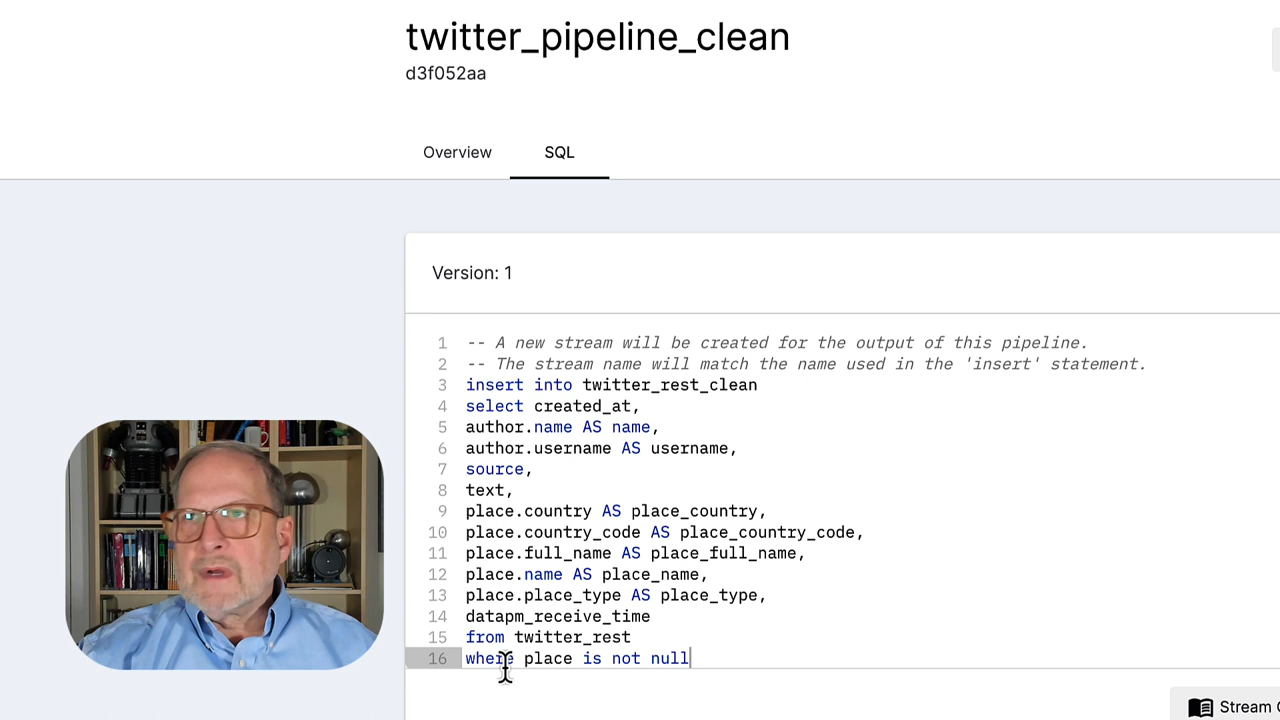 twitter_pipeline_clean
d3f052aa
Overview SQL
Version: 1
1 -- A new stream will be created for the output of this pipeline.
2 -- The stream name will match the name used in the 'insert' statement.
3 insert into twitter_rest_clean
4 select created_at,
5 author.name AS name,
6 author.username AS username,
7 source,
8 text,
9 place.country AS place_country,
10 place.country_code AS place_country_code,
11 place.full_name AS place_full_name,
12 place.name AS place_name,
13 place.place_type AS place_type,
14 datapm_receive_time
15 from twitter_rest
16 where place is not null
Stream